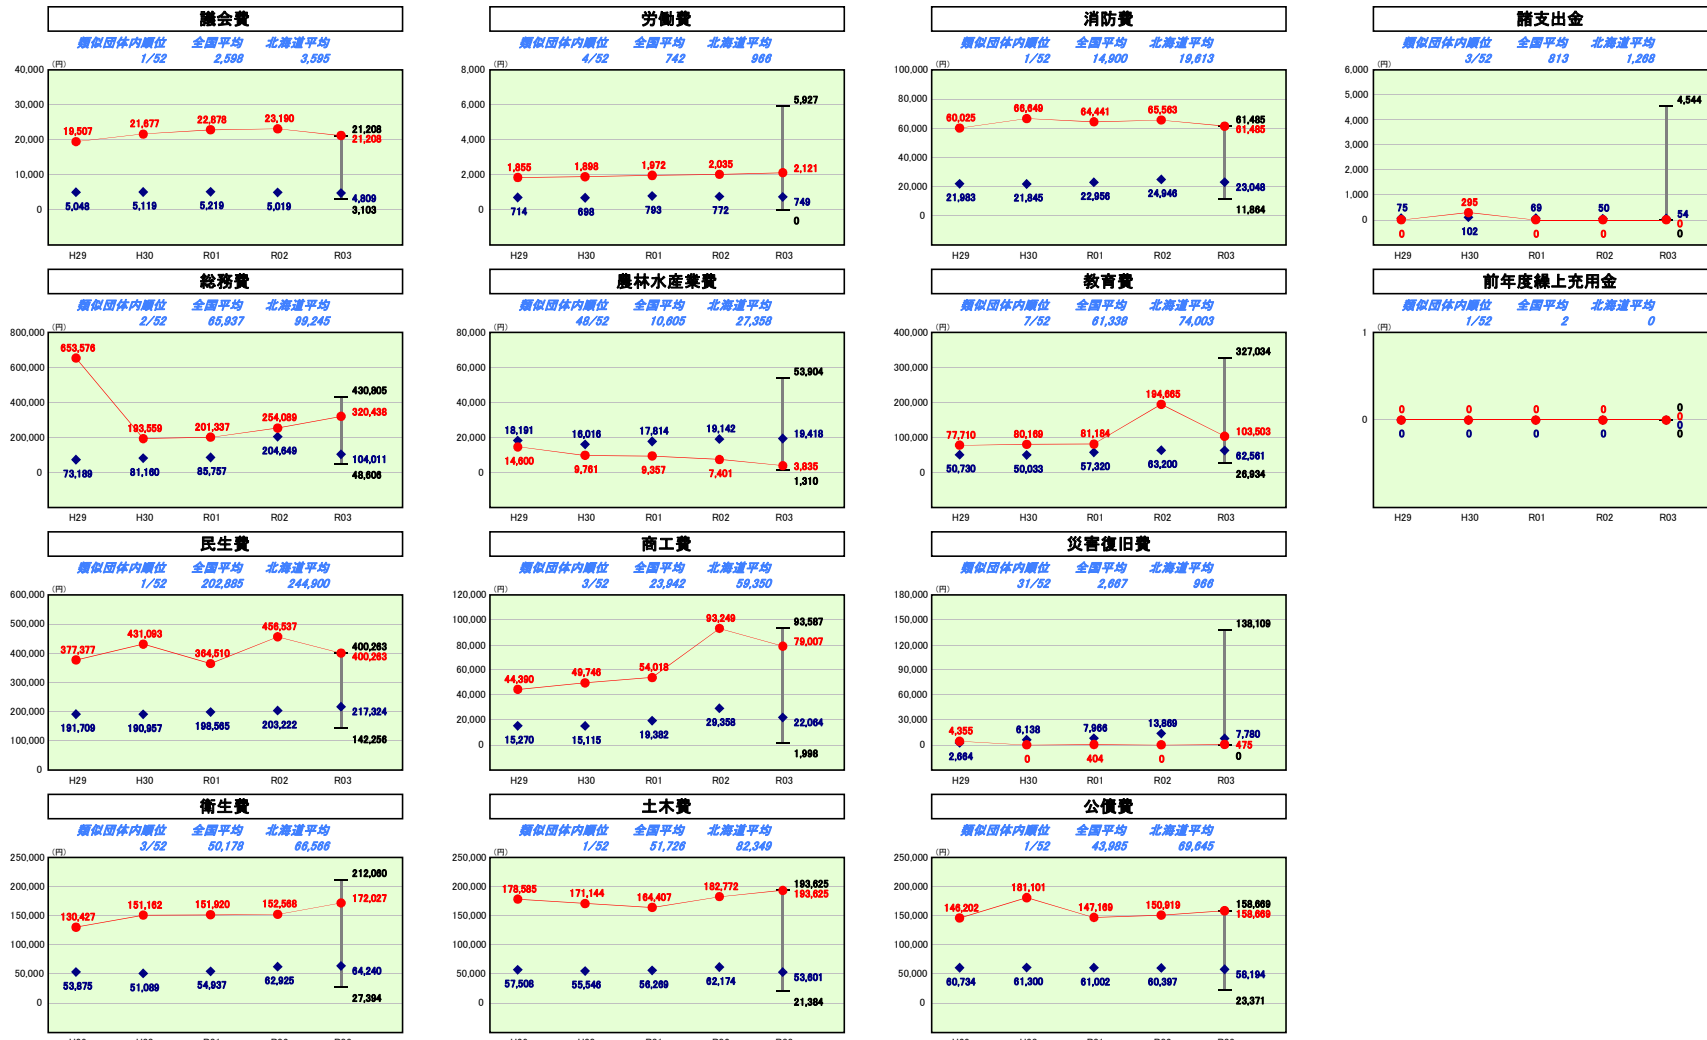 議会費
類似団体内順位 全国平均 北海道平均
1/52 2,598 3,595
(円)
40,000
30,000
20,000
10,000
0
19,507 21,677 22,878 23,190 21,208
21,208
5,048 5,119 5,219 5,019 4,809
3,103
H29 H30 R01 R02 R03
労働費
類似団体内順位 全国平均 北海道平均
4/52 742 966
(円)
8,000
6,000
4,000
2,000
0
5,927
1,855 1,898 1,972 2,035 2,121
714 698 793 772 749
0
H29 H30 R01 R02 R03
消防費
類似団体内順位 全国平均 北海道平均
1/52 14,900 19,613
(円)
100,000
80,000
60,000
40,000
20,000
0
60,025 66,649 64,441 65,563 61,485
61,485
21,983 21,845 22,956 24,946 23,048
11,864
H29 H30 R01 R02 R03
諸支出金
類似団体内順位 全国平均 北海道平均
3/52 813 1,268
(円)
6,000
5,000
4,000
3,000
2,000
1,000
0
4,544
75 295 69 50 54
0 102 0 0 0
0
H29 H30 R01 R02 R03
総務費
類似団体内順位 全国平均 北海道平均
2/52 65,937 99,245
(円)
800,000
600,000
400,000
200,000
0
653,576 193,559 201,337 254,089 320,438
430,805
73,189 81,160 85,757 204,649 104,011
48,606
H29 H30 R01 R02 R03
農林水産業費
類似団体内順位 全国平均 北海道平均
48/52 10,605 27,358
(円)
80,000
60,000
40,000
20,000
0
53,904
18,191 16,016 17,814 19,142 19,418
14,600 9,761 9,357 7,401 3,835
1,310
H29 H30 R01 R02 R03
教育費
類似団体内順位 全国平均 北海道平均
7/52 61,338 74,003
(円)
400,000
300,000
200,000
100,000
0
327,034
77,710 80,169 81,184 194,665 103,503
50,730 50,033 57,320 63,200 62,561
26,934
H29 H30 R01 R02 R03
前年度繰上充用金
類似団体内順位 全国平均 北海道平均
1/52 2 0
(円)
1
0
0 0 0 0 0
0
0 0 0 0 0
0
H29 H30 R01 R02 R03
民生費
類似団体内順位 全国平均 北海道平均
1/52 202,885 244,900
(円)
600,000
500,000
400,000
300,000
200,000
100,000
0
377,377 431,093 364,510 456,537 400,263
400,263
191,709 190,957 198,565 203,222 217,324
142,256
H29 H30 R01 R02 R03
商工費
類似団体内順位 全国平均 北海道平均
3/52 23,942 59,350
(円)
120,000
100,000
80,000
60,000
40,000
20,000
0
93,587
44,390 49,746 54,018 93,249 79,007
15,270 15,115 19,382 29,358 22,064
1,998
H29 H30 R01 R02 R03
災害復旧費
類似団体内順位 全国平均 北海道平均
31/52 2,667 966
(円)
180,000
150,000
120,000
90,000
60,000
30,000
0
138,109
4,355 6,138 7,966 13,869 7,780
2,664 0 404 0 475
0
H29 H30 R01 R02 R03
衛生費
類似団体内順位 全国平均 北海道平均
3/52 50,178 66,566
(円)
250,000
200,000
150,000
100,000
50,000
0
212,060
130,427 151,162 151,920 152,568 172,027
53,875 51,089 54,937 62,925 64,240
27,394
土木費
類似団体内順位 全国平均 北海道平均
1/52 51,726 82,349
(円)
250,000
200,000
150,000
100,000
50,000
0
178,585 171,144 164,407 182,772 193,625
193,625
57,508 55,546 56,269 62,174 53,601
21,384
公債費
類似団体内順位 全国平均 北海道平均
1/52 43,985 69,645
(円)
250,000
200,000
150,000
100,000
50,000
0
146,202 181,101 147,169 150,919 158,669
158,669
60,734 61,300 61,002 60,397 58,194
23,371